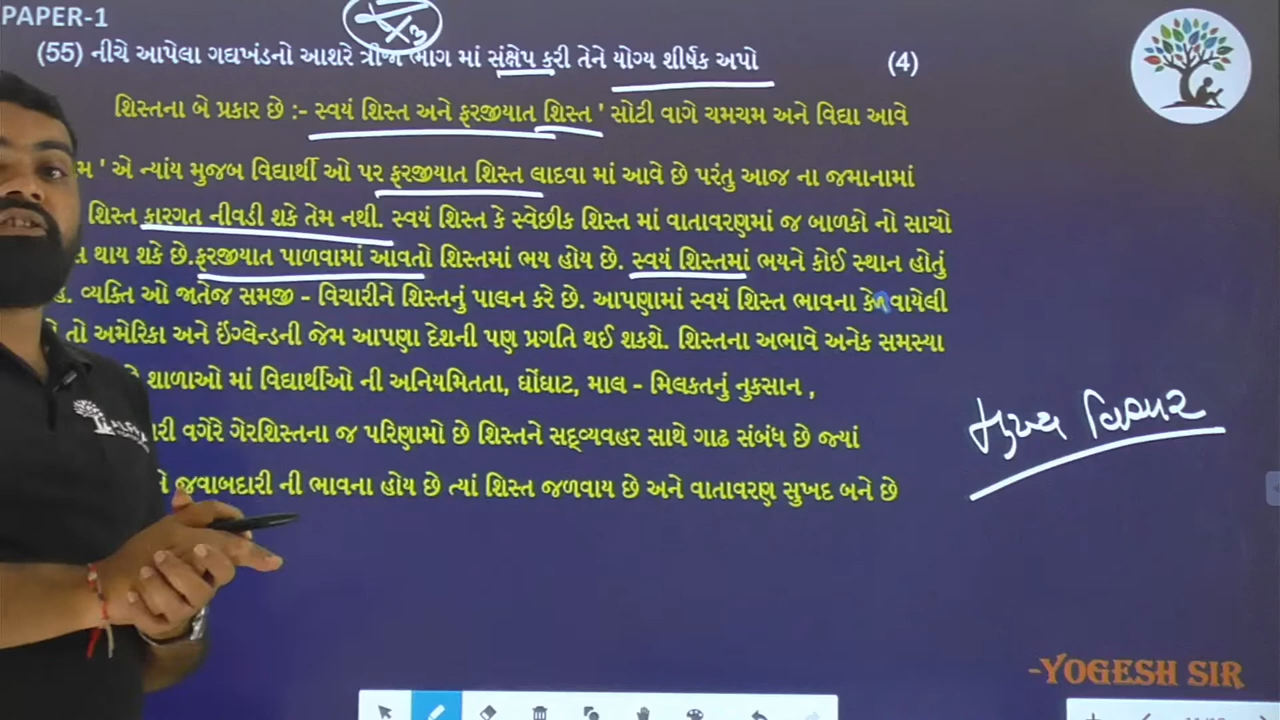 PAPER-1
x3
(55) નીચે આપેલા ગદ્યખંડનો આશરે ત્રીજા ભાગ માં સંક્ષેપ કરી તેને યોગ્ય શીર્ષક અપો (4)
શિસ્તના બે પ્રકાર છે :- સ્વયં શિસ્ત અને ફરજીયાત શિસ્ત ' સોટી વાગે ચમચમ અને વિદ્યા આવે
મ ' એ ન્યાંય મુજબ વિદ્યાર્થી ઓ પર ફરજીયાત શિસ્ત લાદવા માં આવે છે પરંતુ આજ ના જમાનામાં
શિસ્ત કારગત નીવડી શકે તેમ નથી. સ્વયં શિસ્ત કે સ્વેછીક શિસ્ત માં વાતાવરણમાં જ બાળકો નો સાચો
થાય શકે છે.ફરજીયાત પાળવામાં આવતો શિસ્તમાં ભય હોય છે. સ્વયં શિસ્તમાં ભયને કોઈ સ્થાન હોતું
વ્યક્તિ ઓ જાતેજ સમજી - વિચારીને શિસ્તનું પાલન કરે છે. આપણામાં સ્વયં શિસ્ત ભાવના કેળવાયેલી
તો અમેરિકા અને ઇંગ્લેન્ડની જેમ આપણા દેશની પણ પ્રગતિ થઈ શકશે. શિસ્તના અભાવે અનેક સમસ્યા
શાળાઓ માં વિદ્યાર્થીઓ ની અનિયમિતતા, ઘોંઘાટ, માલ - મિલકતનું નુકસાન ,
વગેરે ગેરશિસ્તના જ પરિણામો છે શિસ્તને સદ્વ્યવહર સાથે ગાઢ સંબંધ છે જ્યાં
જવાબદારી ની ભાવના હોય છે ત્યાં શિસ્ત જળવાય છે અને વાતાવરણ સુખદ બને છે
મુખ્ય વિચાર
-YOGESH SIR